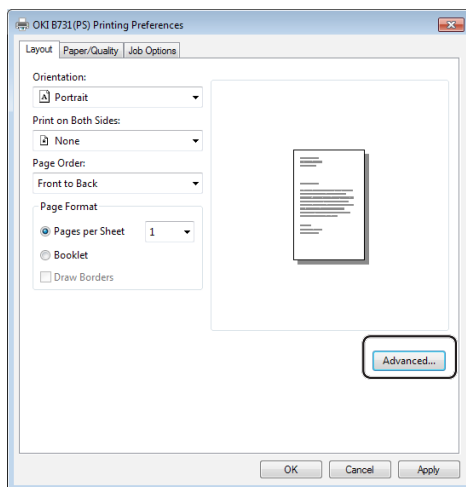 OKI B731(PS) Printing Preferences
Layout Paper/Quality Job Options
Orientation:
A Portrait
Print on Both Sides:
None
Page Order:
Front to Back
Page Format
Pages per Sheet 1
Booklet
Draw Borders
Advanced...
OK Cancel Apply